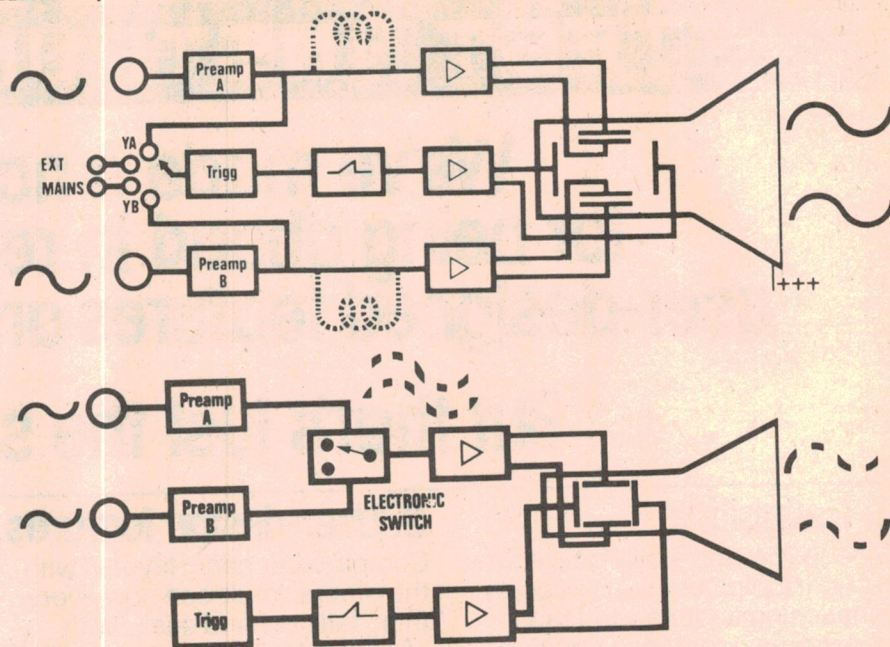 Preamp
A
YA
EXT
MAINS
Trigg
YB
Preamp
B
+++
Preamp
A
ELECTRONIC
SWITCH
Preamp
B
Trigg